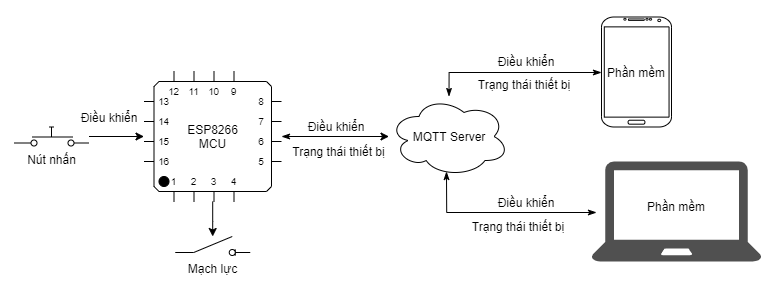 Điều khiển
Phần mềm
Trạng thái thiết bị
12 11 10 9
13
14
15
16
8
7
6
5
ESP8266
MCU
1 2 3 4
Điều khiển
Nút nhấn
Điều khiển
Trạng thái thiết bị
MQTT Server
Điều khiển
Trạng thái thiết bị
Phần mềm
Mạch lực